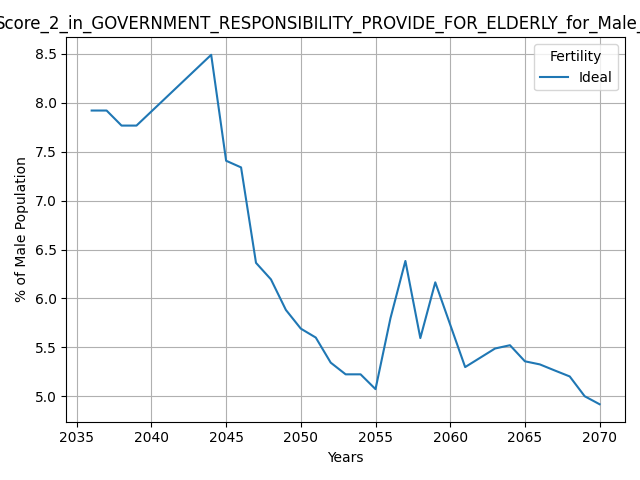 Score_2_in_GOVERNMENT_RESPONSIBILITY_PROVIDE_FOR_ELDERLY_for_Male_
8.5
8.0
7.5
7.0
6.5
6.0
5.5
5.0
% of Male Population
Fertility
Ideal
2035 2040 2045 2050 2055 2060 2065 2070
Years